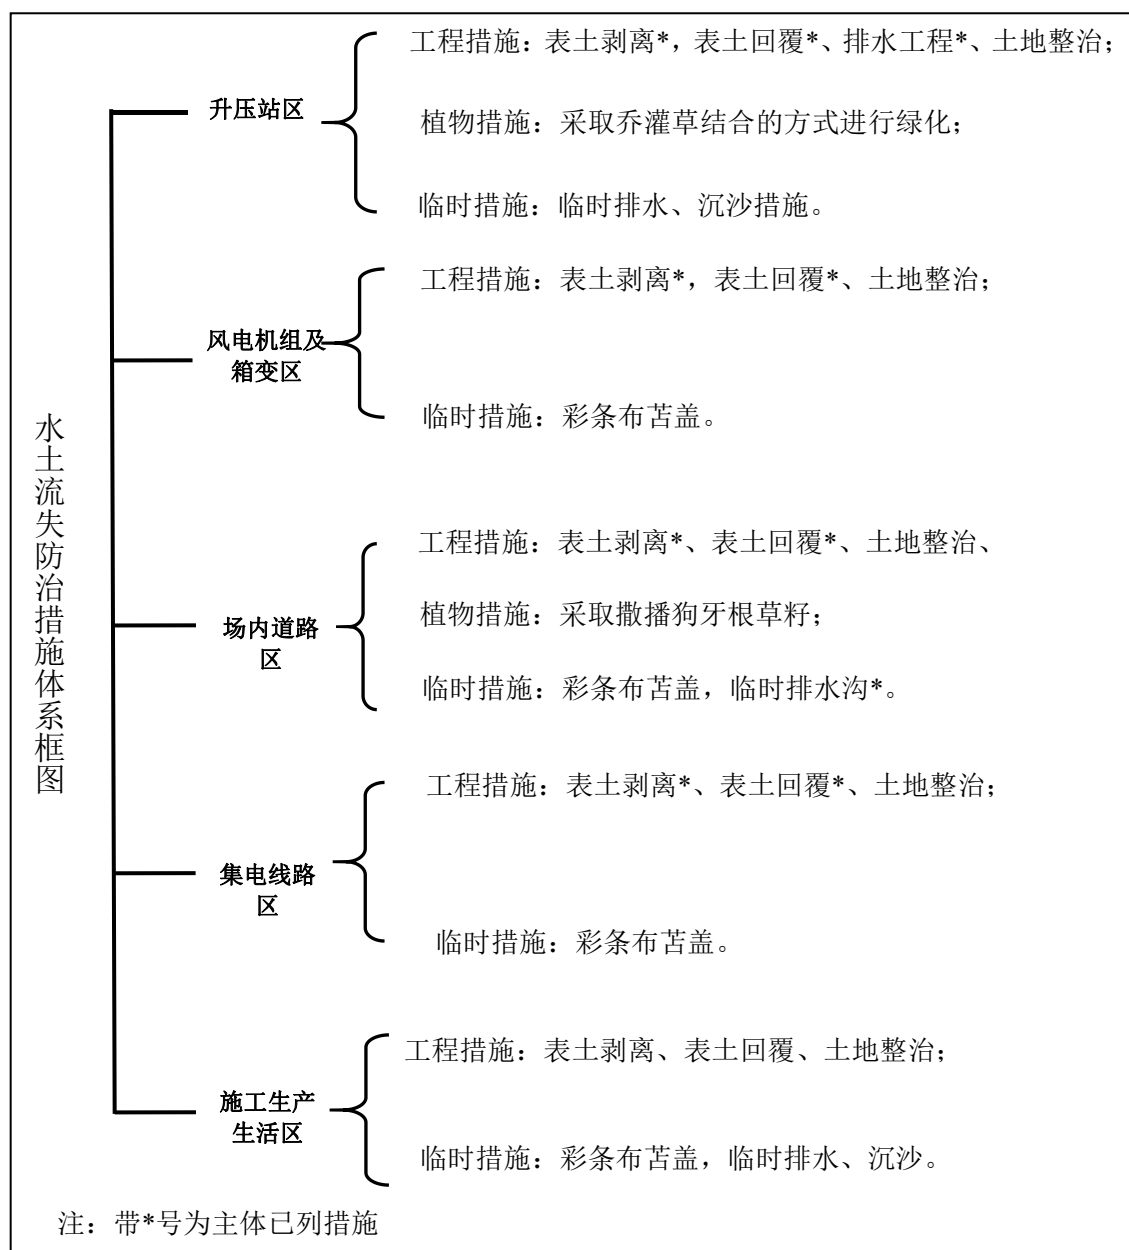 水土流失防治措施体系框图
升压站区
工程措施：表土剥离*，表土回覆*、排水工程*、土地整治；
植物措施：采取乔灌草结合的方式进行绿化；
临时措施：临时排水、沉沙措施。
风电机组及
箱变区
工程措施：表土剥离*，表土回覆*、土地整治；
临时措施：彩条布苫盖。
场内道路
区
工程措施：表土剥离*、表土回覆*、土地整治、
植物措施：采取撒播狗牙根草籽；
临时措施：彩条布苫盖，临时排水沟*。
集电线路
区
工程措施：表土剥离*、表土回覆*、土地整治；
临时措施：彩条布苫盖。
施工生产
生活区
工程措施：表土剥离、表土回覆、土地整治；
临时措施：彩条布苫盖，临时排水、沉沙。
注：带*号为主体已列措施